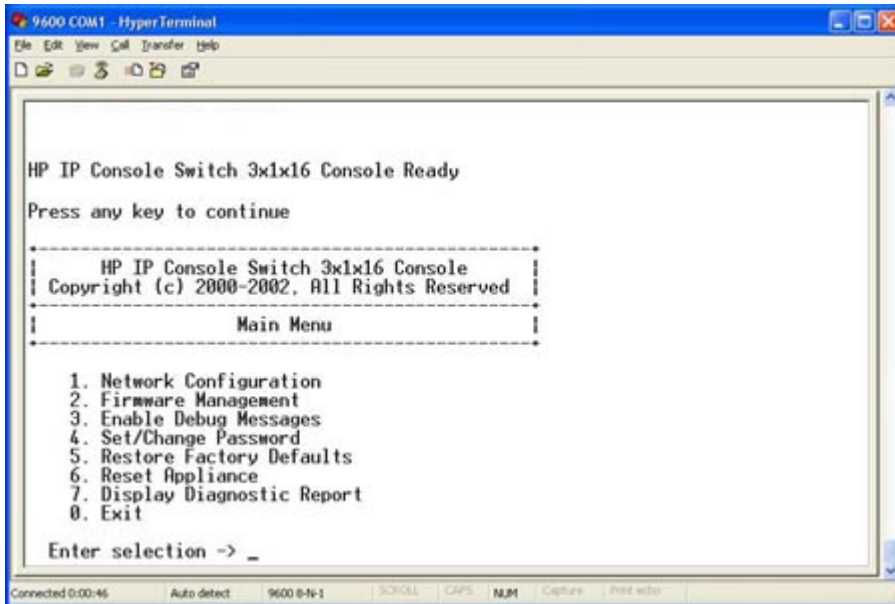 9600 COM1 - HyperTerminal
File Edit View Call Transfer Help
HP IP Console Switch 3x1x16 Console Ready
Press any key to continue
HP IP Console Switch 3x1x16 Console
Copyright (c) 2000-2002, All Rights Reserved
Main Menu
1. Network Configuration
2. Firmware Management
3. Enable Debug Messages
4. Set/Change Password
5. Restore Factory Defaults
6. Reset Appliance
7. Display Diagnostic Report
0. Exit
Enter selection -> _
Connected 0:00:46 Auto detect 9600 8-N-1 SCROLL CAPS NUM Capture Print echo